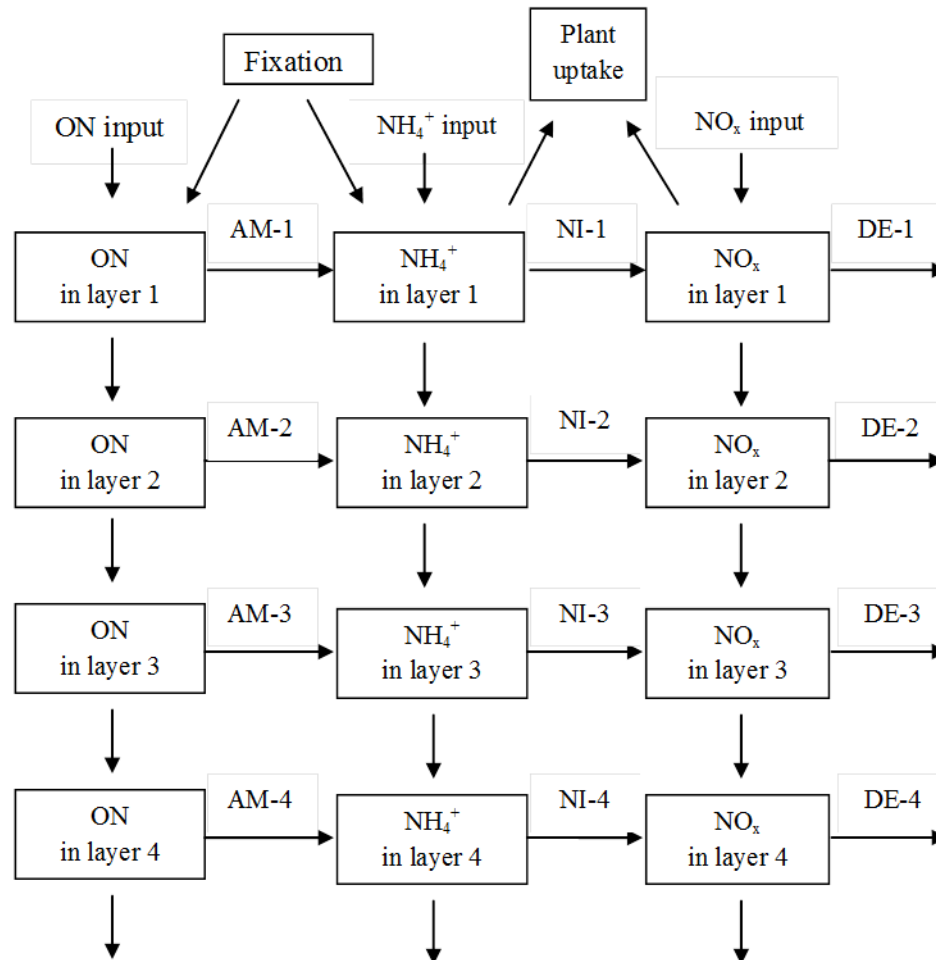 Fixation
Plant
uptake
ON input
NH₄⁺ input
NOₓ input
AM-1
NI-1
DE-1
ON
in layer 1
NH₄⁺
in layer 1
NOₓ
in layer 1
AM-2
NI-2
DE-2
ON
in layer 2
NH₄⁺
in layer 2
NOₓ
in layer 2
AM-3
NI-3
DE-3
ON
in layer 3
NH₄⁺
in layer 3
NOₓ
in layer 3
AM-4
NI-4
DE-4
ON
in layer 4
NH₄⁺
in layer 4
NOₓ
in layer 4